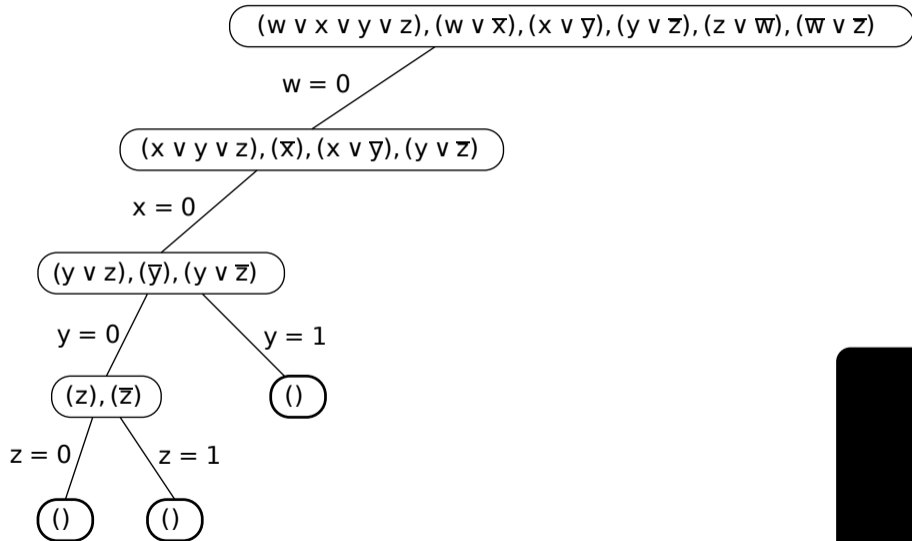 (w ∨ x ∨ y ∨ z), (w ∨ x̅), (x ∨ y̅), (y ∨ z̅), (z ∨ w̅), (w̅ ∨ z̅)
w = 0
(x ∨ y ∨ z), (x̅), (x ∨ y̅), (y ∨ z̅)
x = 0
(y ∨ z), (y̅), (y ∨ z̅)
y = 0
y = 1
(z), (z̅)
()
z = 0
z = 1
()
()